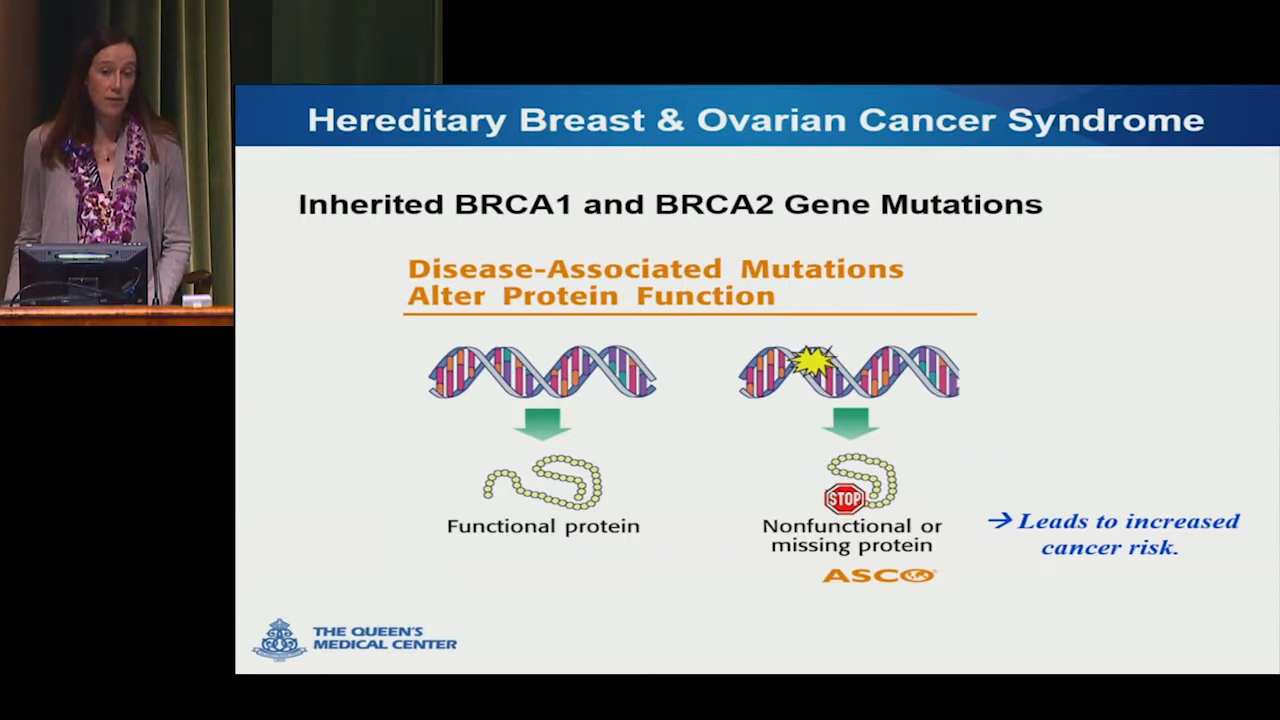 Hereditary Breast & Ovarian Cancer Syndrome
Inherited BRCA1 and BRCA2 Gene Mutations
Disease-Associated Mutations
Alter Protein Function
STOP
Functional protein
Nonfunctional or
missing protein
→ Leads to increased
cancer risk.
ASCO
THE QUEEN'S
MEDICAL CENTER